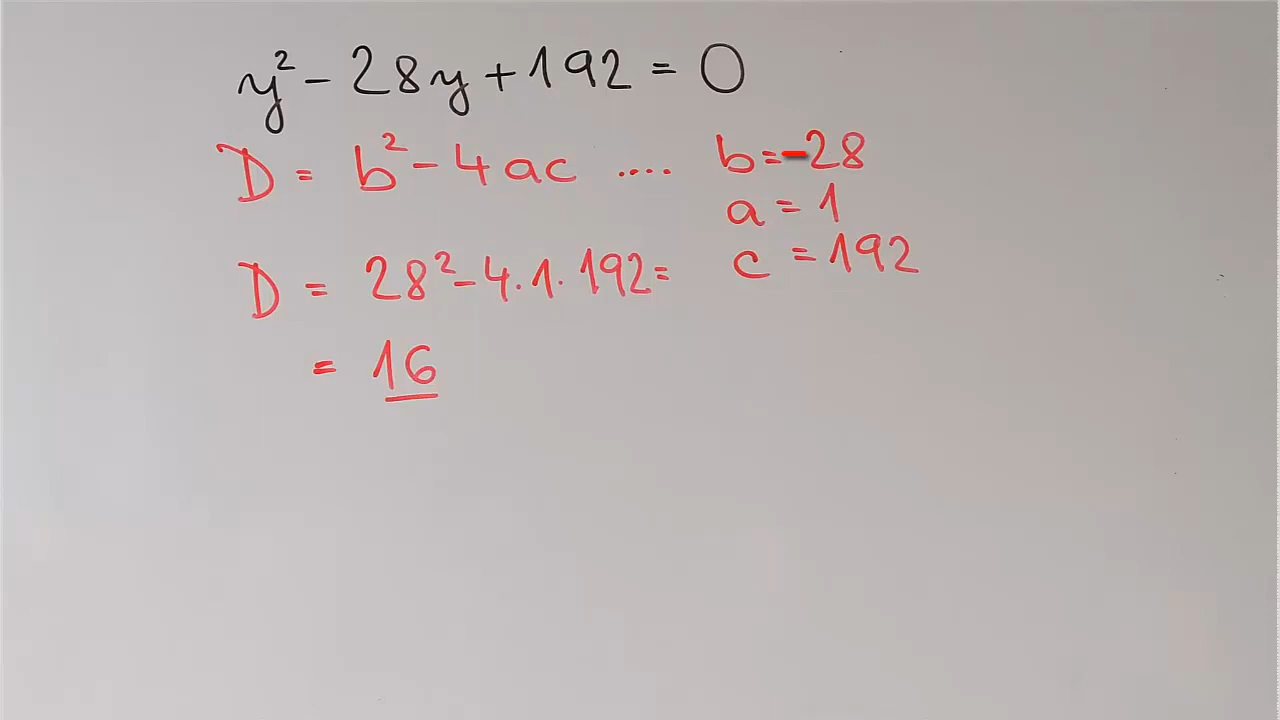 y² - 28y + 192 = 0
D = b² - 4ac .... b = -28
a = 1
c = 192
D = 28² - 4·1·192 =
= 16